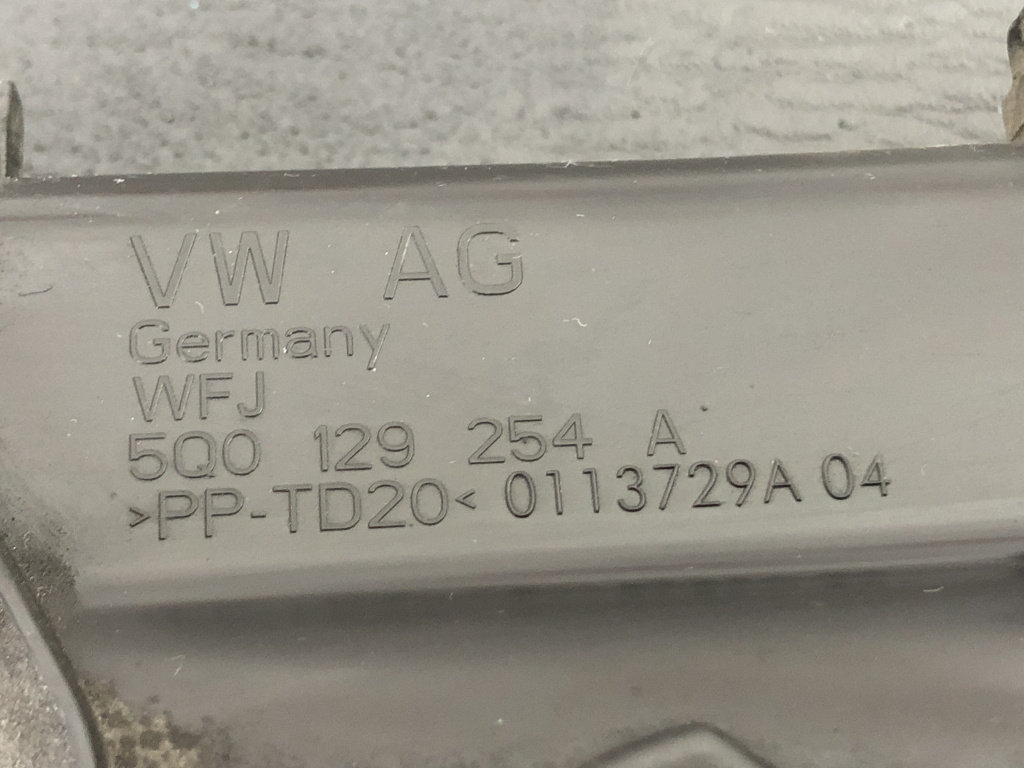 VW AG
Germany
WFJ
5Q0 129 254 A
>PP-TD20< 0113729A 04